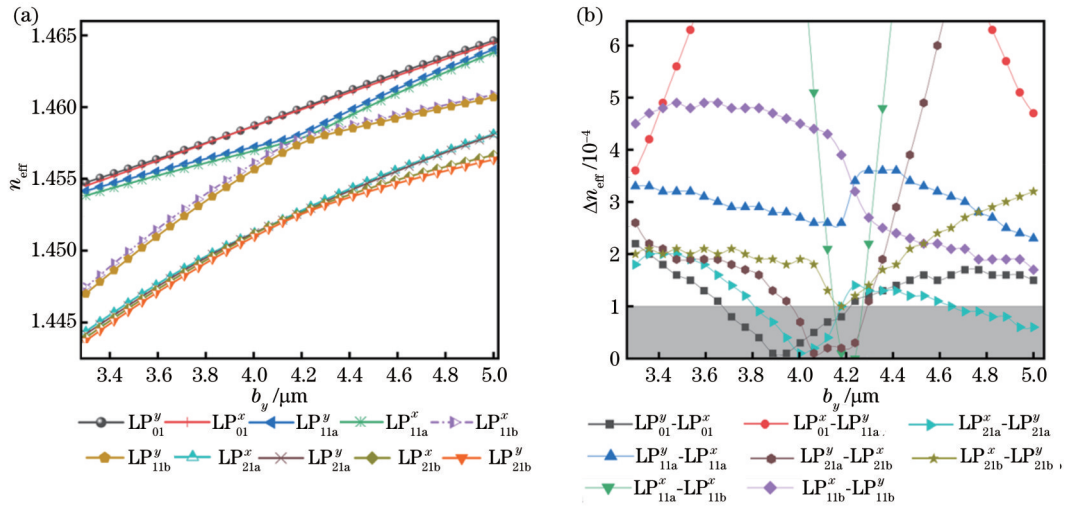 (a)
n_eff
1.465
1.460
1.455
1.450
1.445
3.4 3.6 3.8 4.0 4.2 4.4 4.6 4.8 5.0
b_y /μm
LP^y_01 LP^x_01 LP^y_11a LP^x_11a LP^x_11b
LP^y_11b LP^x_21a LP^y_21a LP^x_21b LP^y_21b
(b)
Δn_eff /10^-4
6
5
4
3
2
1
0
3.4 3.6 3.8 4.0 4.2 4.4 4.6 4.8 5.0
b_y /μm
LP^y_01-LP^x_01 LP^x_01-LP^y_11a LP^x_21a-LP^y_21a
LP^y_11a-LP^x_11a LP^y_21a-LP^x_21b LP^x_21b-LP^y_21b
LP^x_11a-LP^x_11b LP^x_11b-LP^y_11b